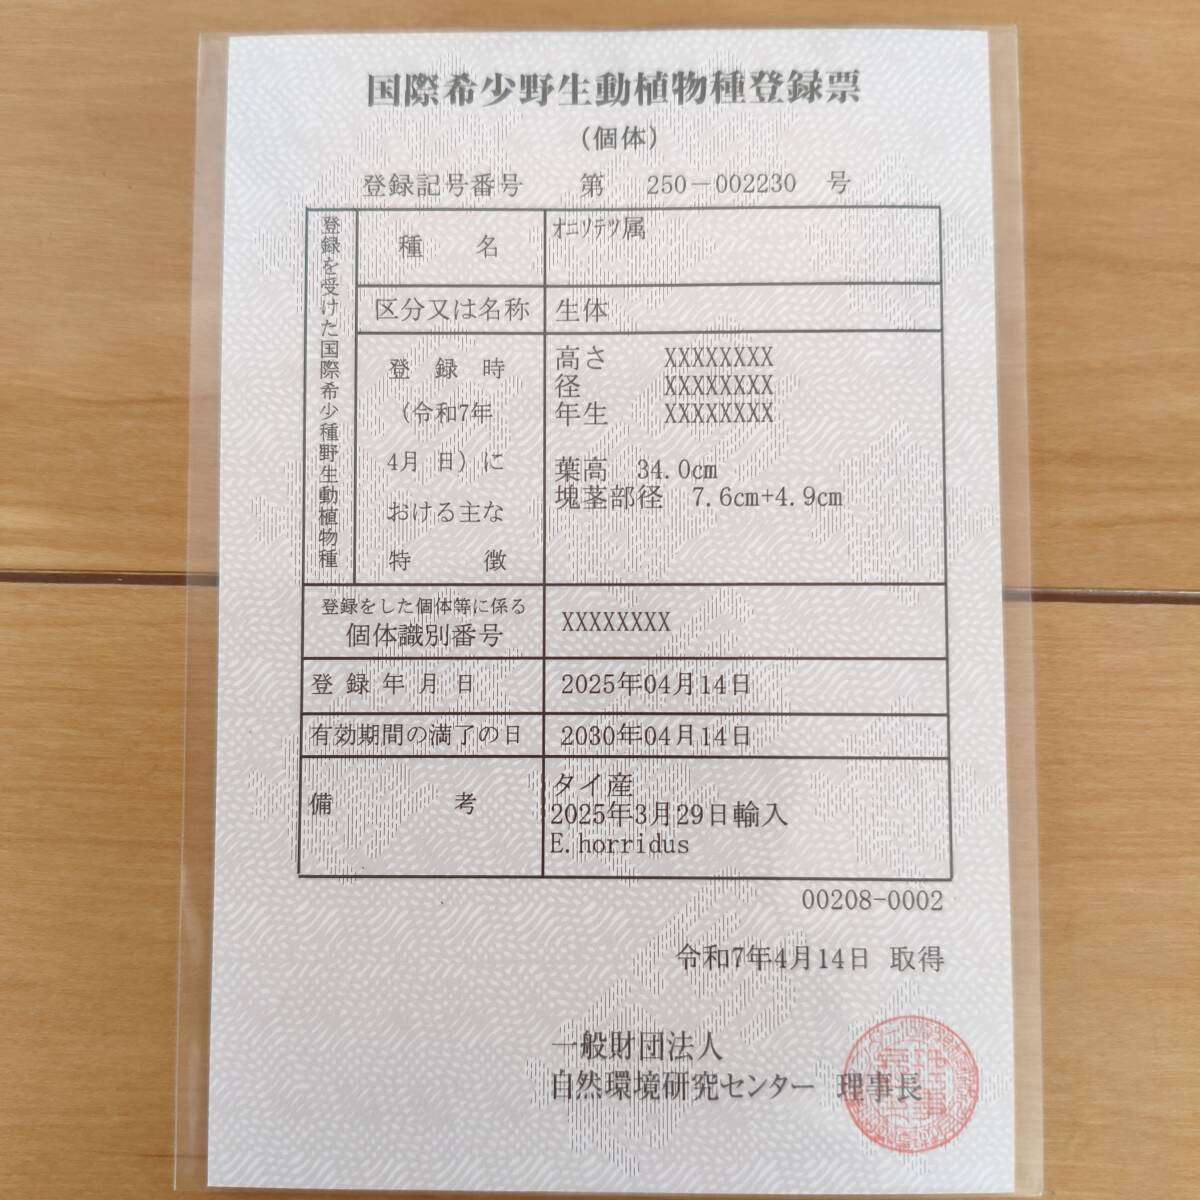 国際希少野生動植物種登録票
（個体）
登録記号番号 第 250－002230 号
登録を受けた国際希少種野生動植物種
種 名 ｵﾆｿﾃﾂ属
区分又は名称 生体
登 録 時
（令和7年
4月 日）に
おける主な
特 徴
高さ XXXXXXXX
径 XXXXXXXX
年生 XXXXXXXX
葉高 34.0cm
塊茎部径 7.6cm+4.9cm
登録をした個体等に係る
個体識別番号 XXXXXXXX
登 録 年 月 日 2025年04月14日
有効期間の満了の日 2030年04月14日
備 考
タイ産
2025年3月29日輸入
E.horridus
00208-0002
令和7年4月14日 取得
一般財団法人
自然環境研究センター 理事長